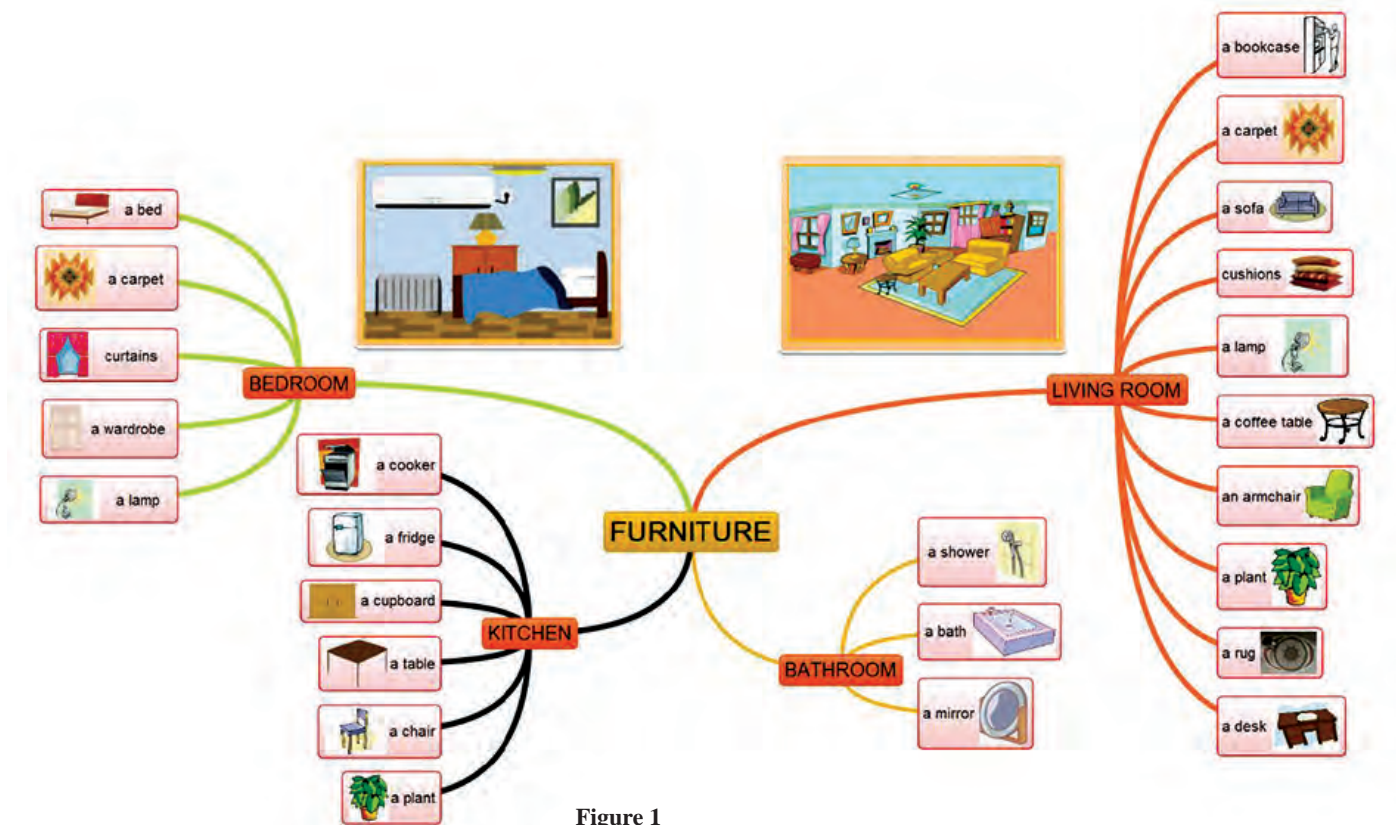 FURNITURE
BEDROOM
a bed
a carpet
curtains
a wardrobe
a lamp
KITCHEN
a cooker
a fridge
a cupboard
a table
a chair
a plant
LIVING ROOM
a bookcase
a carpet
a sofa
cushions
a lamp
a coffee table
an armchair
a plant
a rug
a desk
BATHROOM
a shower
a bath
a mirror
Figure 1